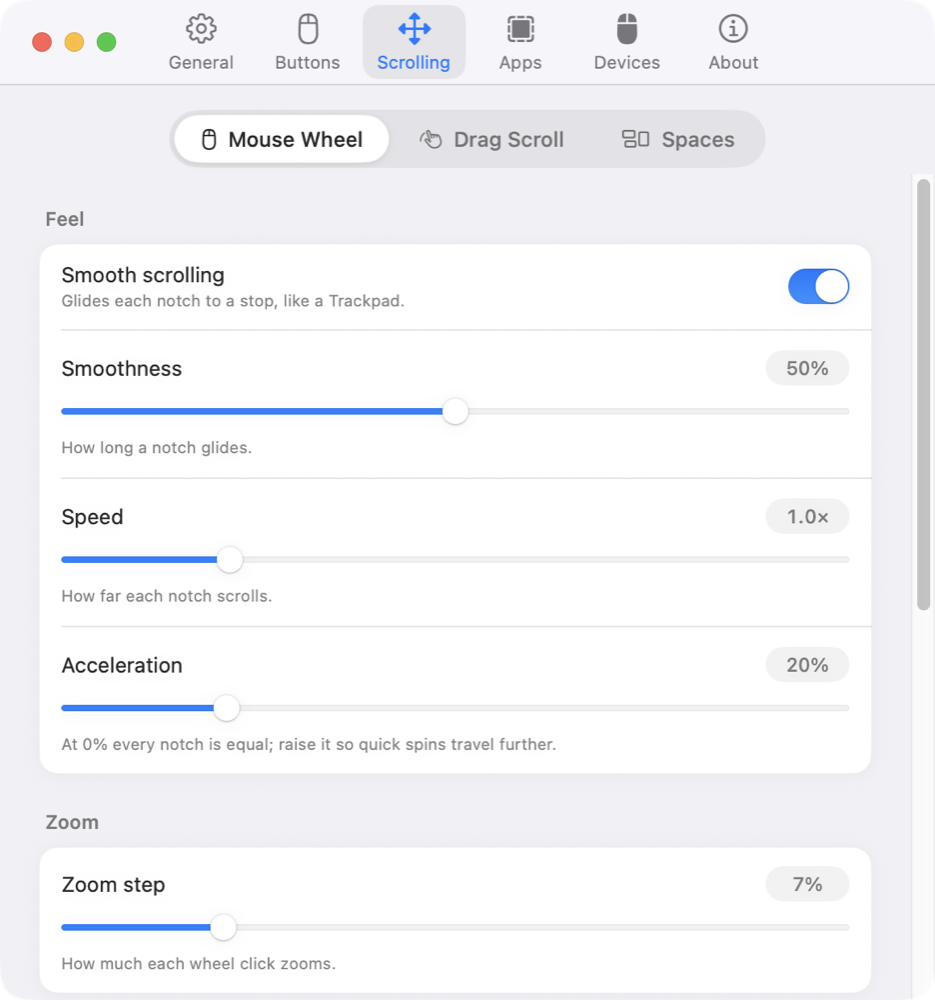 General
Buttons
Scrolling
Apps
Devices
About
Mouse Wheel
Drag Scroll
Spaces
Feel
Smooth scrolling
Glides each notch to a stop, like a Trackpad.
Smoothness
50%
How long a notch glides.
Speed
1.0×
How far each notch scrolls.
Acceleration
20%
At 0% every notch is equal; raise it so quick spins travel further.
Zoom
Zoom step
7%
How much each wheel click zooms.